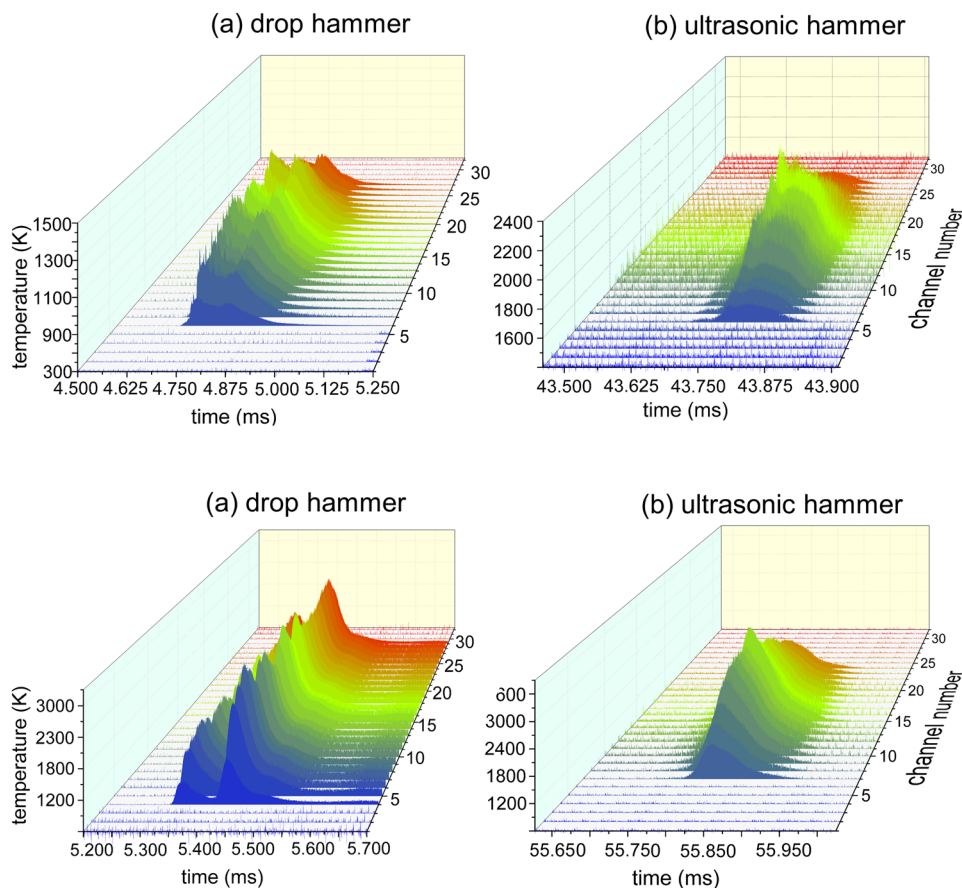 (a) drop hammer
(b) ultrasonic hammer
temperature (K)
1500
1300
1100
900
300
4.500 4.625 4.750 4.875 5.000 5.125 5.250
time (ms)
5
10
15
20
25
30
2400
2200
2000
1800
1600
43.500 43.625 43.750 43.875 43.900
time (ms)
5
10
15
20
25
30
channel number
(a) drop hammer
(b) ultrasonic hammer
temperature (K)
3000
2300
1800
1200
5.200 5.300 5.400 5.500 5.600 5.700
time (ms)
5
10
15
20
25
30
600
3000
2400
1800
1200
55.650 55.750 55.850 55.950
time (ms)
5
10
15
20
25
30
channel number